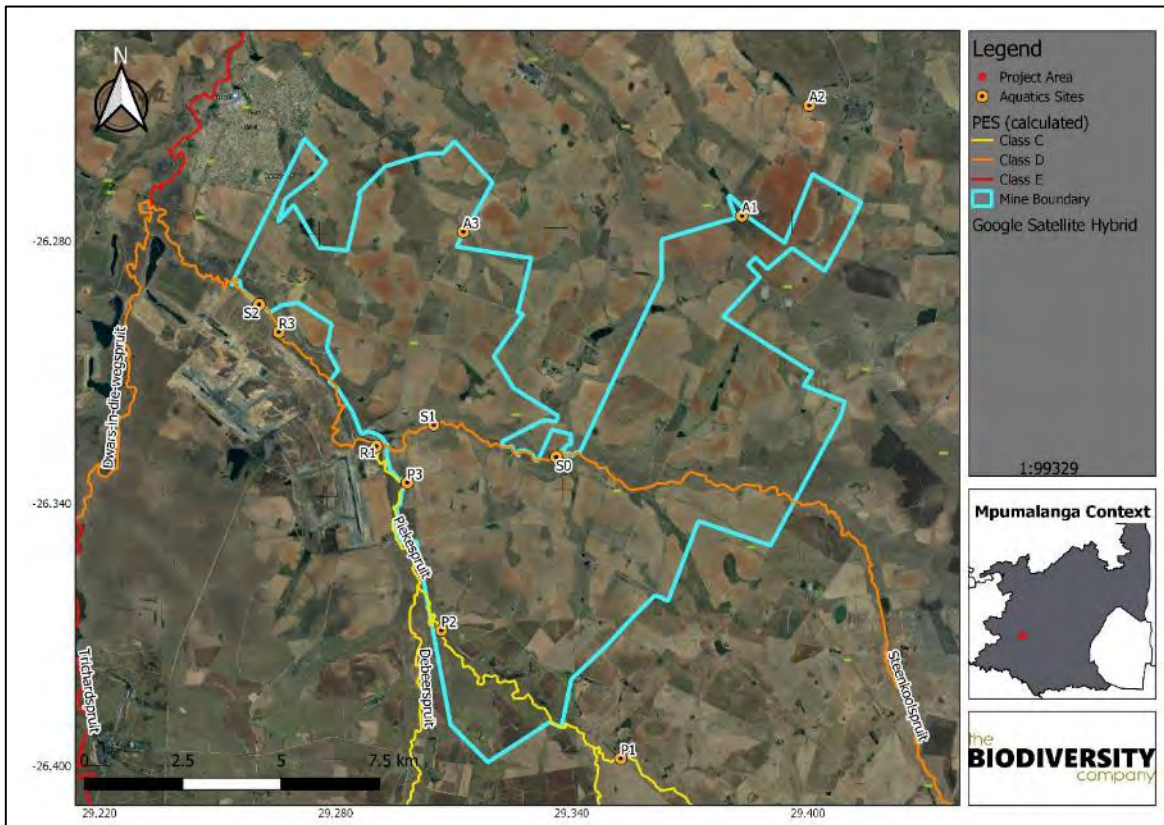 N
A2
A1
A3
-26.280
S2
R3
Dwars-in-die-wegspruit
S1
R1
S0
P3
-26.340
Piekespruit
P2
Trichardspruit
Debeerspruit
Steenkoolspruit
P1
0
2.5
5
7.5 km
-26.400
29.220
29.280
29.340
29.400
Legend
Project Area
Aquatics Sites
PES (calculated)
Class C
Class D
Class E
Mine Boundary
Google Satellite Hybrid
1:99329
Mpumalanga Context
the
BIODIVERSITY
company